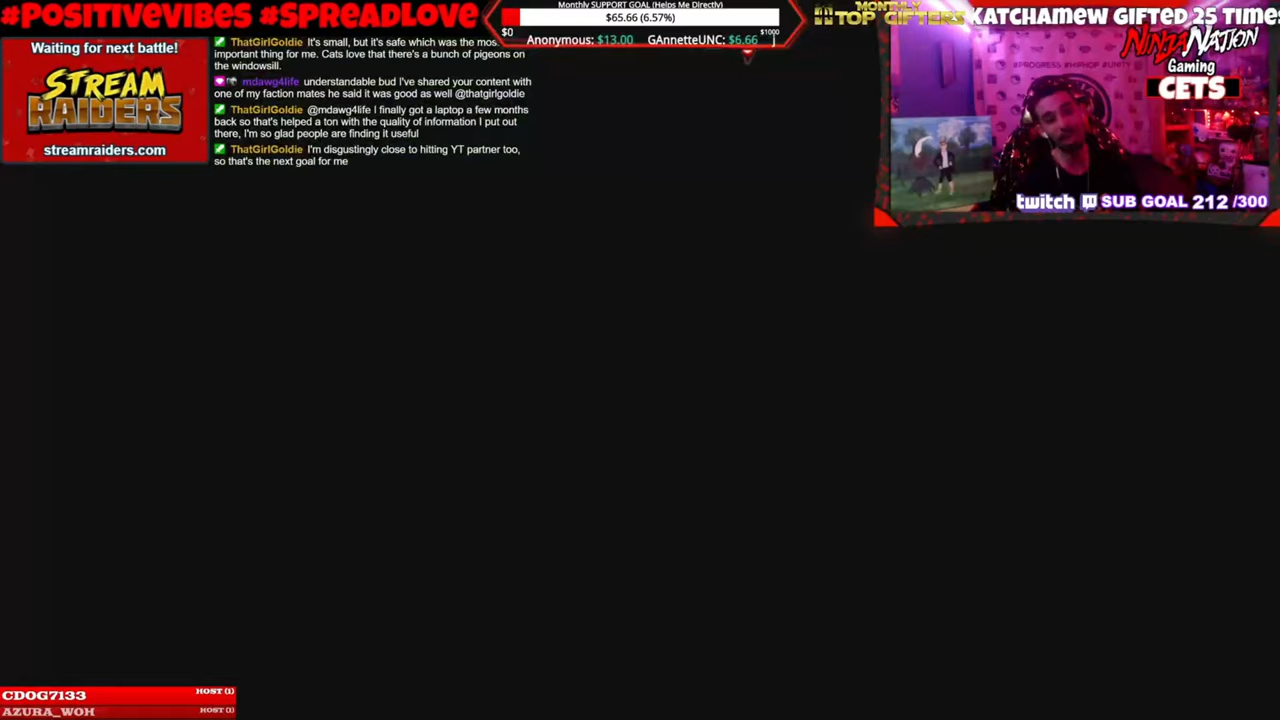 #POSITIVEVIBES #SPREADLOVE
Monthly SUPPORT GOAL (Helps Me Directly)
$65.66 (6.57%)
$0
$1000
Anonymous: $13.00 GAnnetteUNC: $6.66
MONTHLY
TOP GIFTERS
KATCHAMEW GIFTED 25 TIMES
Waiting for next battle!
STREAM
RAIDERS
streamraiders.com
ThatGirlGoldie It's small, but it's safe which was the mos
important thing for me. Cats love that there's a bunch of pigeons on
the windowsill.
mdawg4life understandable bud I've shared your content with
one of my faction mates he said it was good as well @thatgirlgoldie
ThatGirlGoldie @mdawg4life I finally got a laptop a few months
back so that's helped a ton with the quality of information I put out
there, I'm so glad people are finding it useful
ThatGirlGoldie I'm disgustingly close to hitting YT partner too,
so that's the next goal for me
NINJA NATION
Gaming
CETS
#PROGRESS #HIPHOP #UNITY
twitch SUB GOAL 212 /300
CDOG7133 HOST (1)
AZURA_WOH HOST (1)